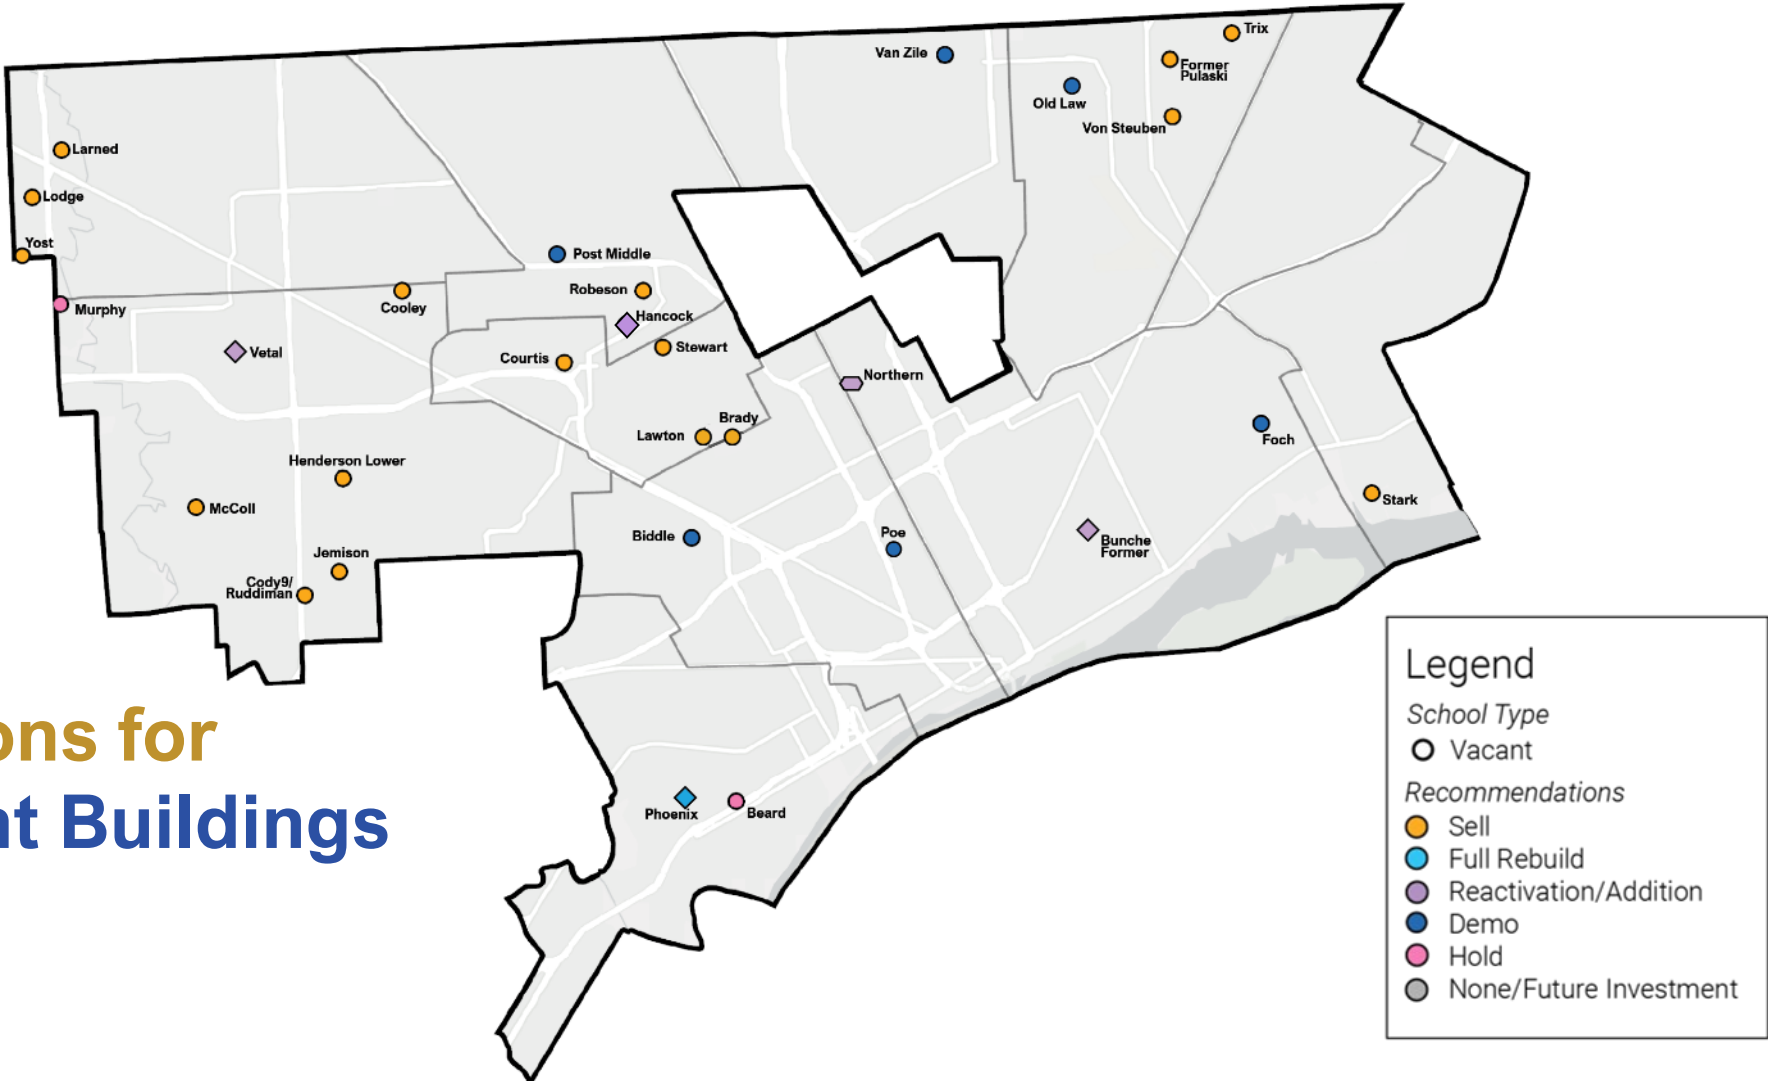 Trix
Van Zile
Former
Pulaski
Old Law
Von Steuben
Larned
Lodge
Yost
Post Middle
Robeson
Cooley
Murphy
Hancock
Vetal
Stewart
Courtis
Northern
Brady
Lawton
Foch
Henderson Lower
Stark
McColl
Biddle
Poe
Bunche
Former
Jemison
Cody9/
Ruddiman
ons for
nt Buildings
Phoenix
Beard
Legend
School Type
Vacant
Recommendations
Sell
Full Rebuild
Reactivation/Addition
Demo
Hold
None/Future Investment